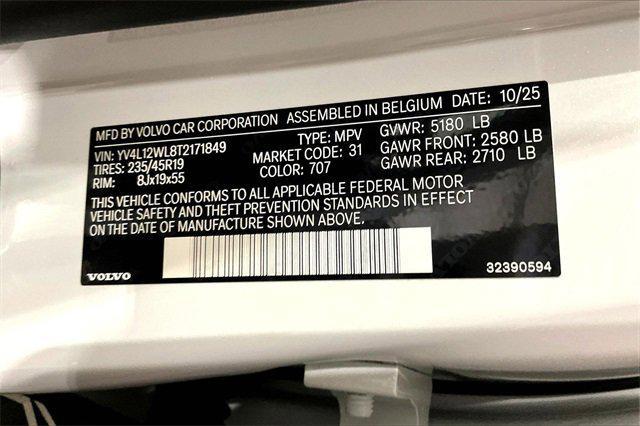 MFD BY VOLVO CAR CORPORATION ASSEMBLED IN BELGIUM DATE: 10/25
VIN: YV4L12WL8T2171849 TYPE: MPV GVWR: 5180 LB
TIRES: 235/45R19 MARKET CODE: 31 GAWR FRONT: 2580 LB
RIM: 8Jx19x55 COLOR: 707 GAWR REAR: 2710 LB
THIS VEHICLE CONFORMS TO ALL APPLICABLE FEDERAL MOTOR
VEHICLE SAFETY AND THEFT PREVENTION STANDARDS IN EFFECT
ON THE DATE OF MANUFACTURE SHOWN ABOVE.
VOLVO 32390594